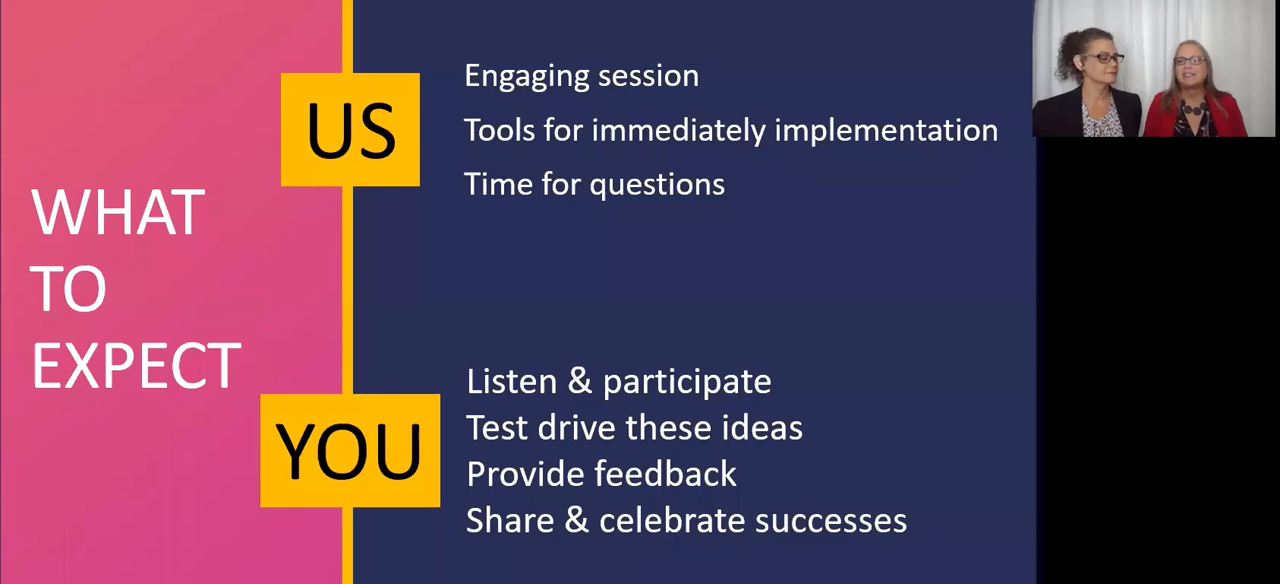 WHAT
TO
EXPECT
US
Engaging session
Tools for immediately implementation
Time for questions
YOU
Listen & participate
Test drive these ideas
Provide feedback
Share & celebrate successes